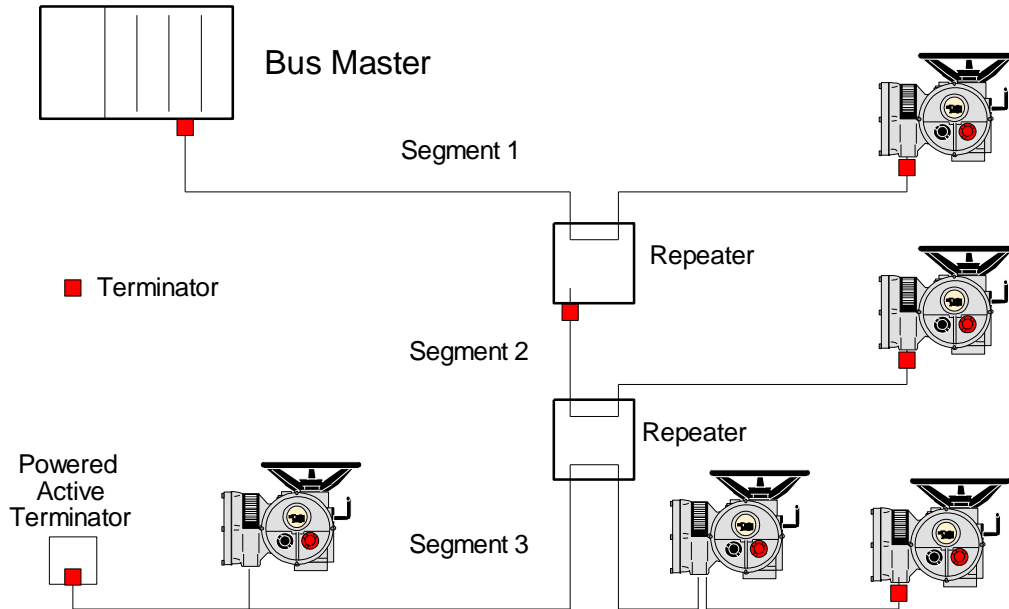 Bus Master
Segment 1
Repeater
Terminator
Segment 2
Repeater
Powered
Active
Terminator
Segment 3